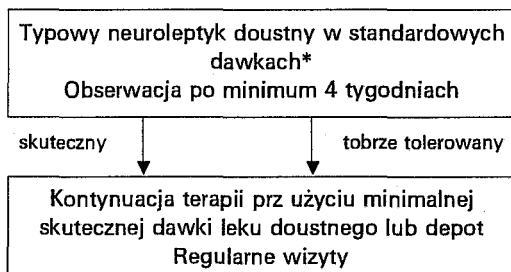 Typowy neuroleptyk doustny w standardowych
dawkach*
Obserwacja po minimum 4 tygodniach
skuteczny
tobrze tolerowany
Kontynuacja terapii prz użyciu minimalnej
skutecznej dawki leku doustnego lub depot
Regularne wizyty